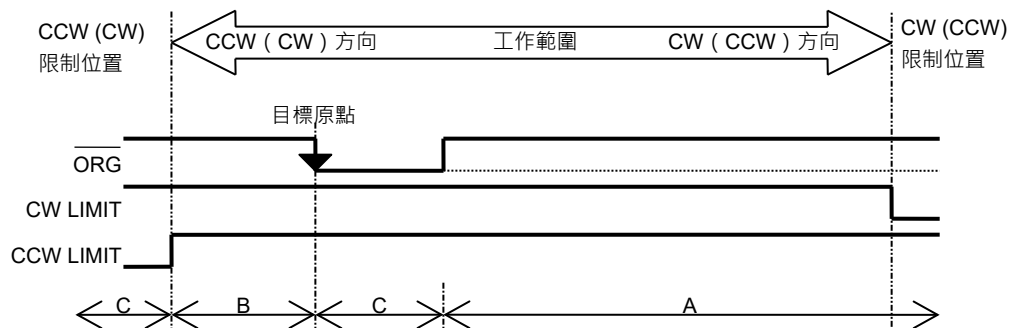 CCW (CW)
限制位置
CCW（CW）方向
工作範圍
CW（CCW）方向
CW (CCW)
限制位置
目標原點
ORG
CW LIMIT
CCW LIMIT
C
B
C
A